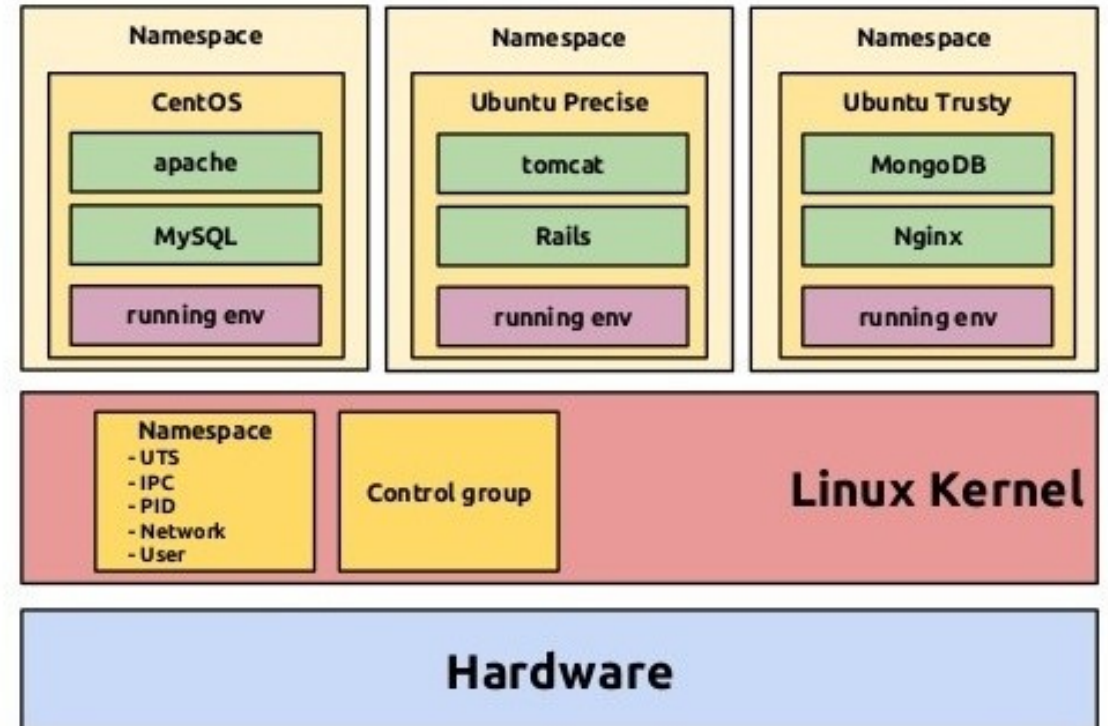 Namespace
CentOS
apache
MySQL
running env
Namespace
Ubuntu Precise
tomcat
Rails
running env
Namespace
Ubuntu Trusty
MongoDB
Nginx
running env
Namespace
- UTS
- IPC
- PID
- Network
- User
Control group
Linux Kernel
Hardware